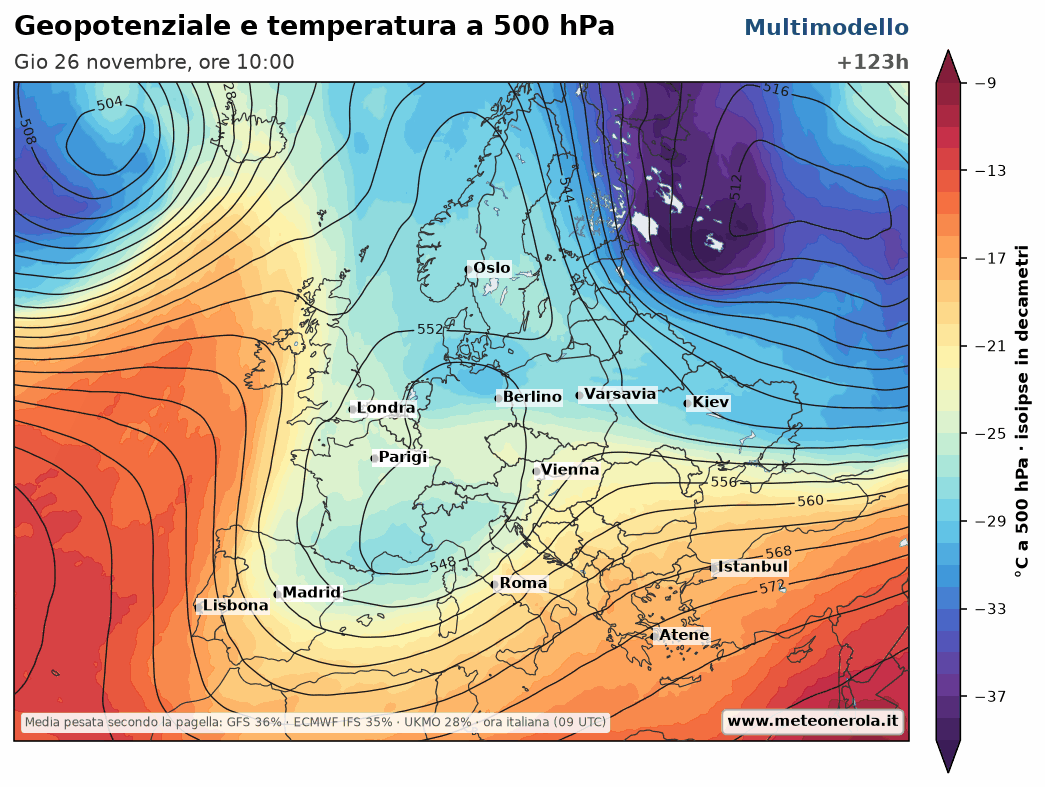 Geopotenziale e temperatura a 500 hPa
Multimodello
Gio 26 novembre, ore 10:00
+123h
504
516
508
28
512
544
Oslo
552
Berlino
Varsavia
Kiev
Londra
Parigi
Vienna
556
560
548
568
Istanbul
572
Roma
Madrid
Lisbona
Atene
Media pesata secondo la pagella: GFS 36% · ECMWF IFS 35% · UKMO 28% · ora italiana (09 UTC)
www.meteonerola.it
−9
−13
−17
−21
−25
−29
−33
−37
°C a 500 hPa · isoipse in decametri